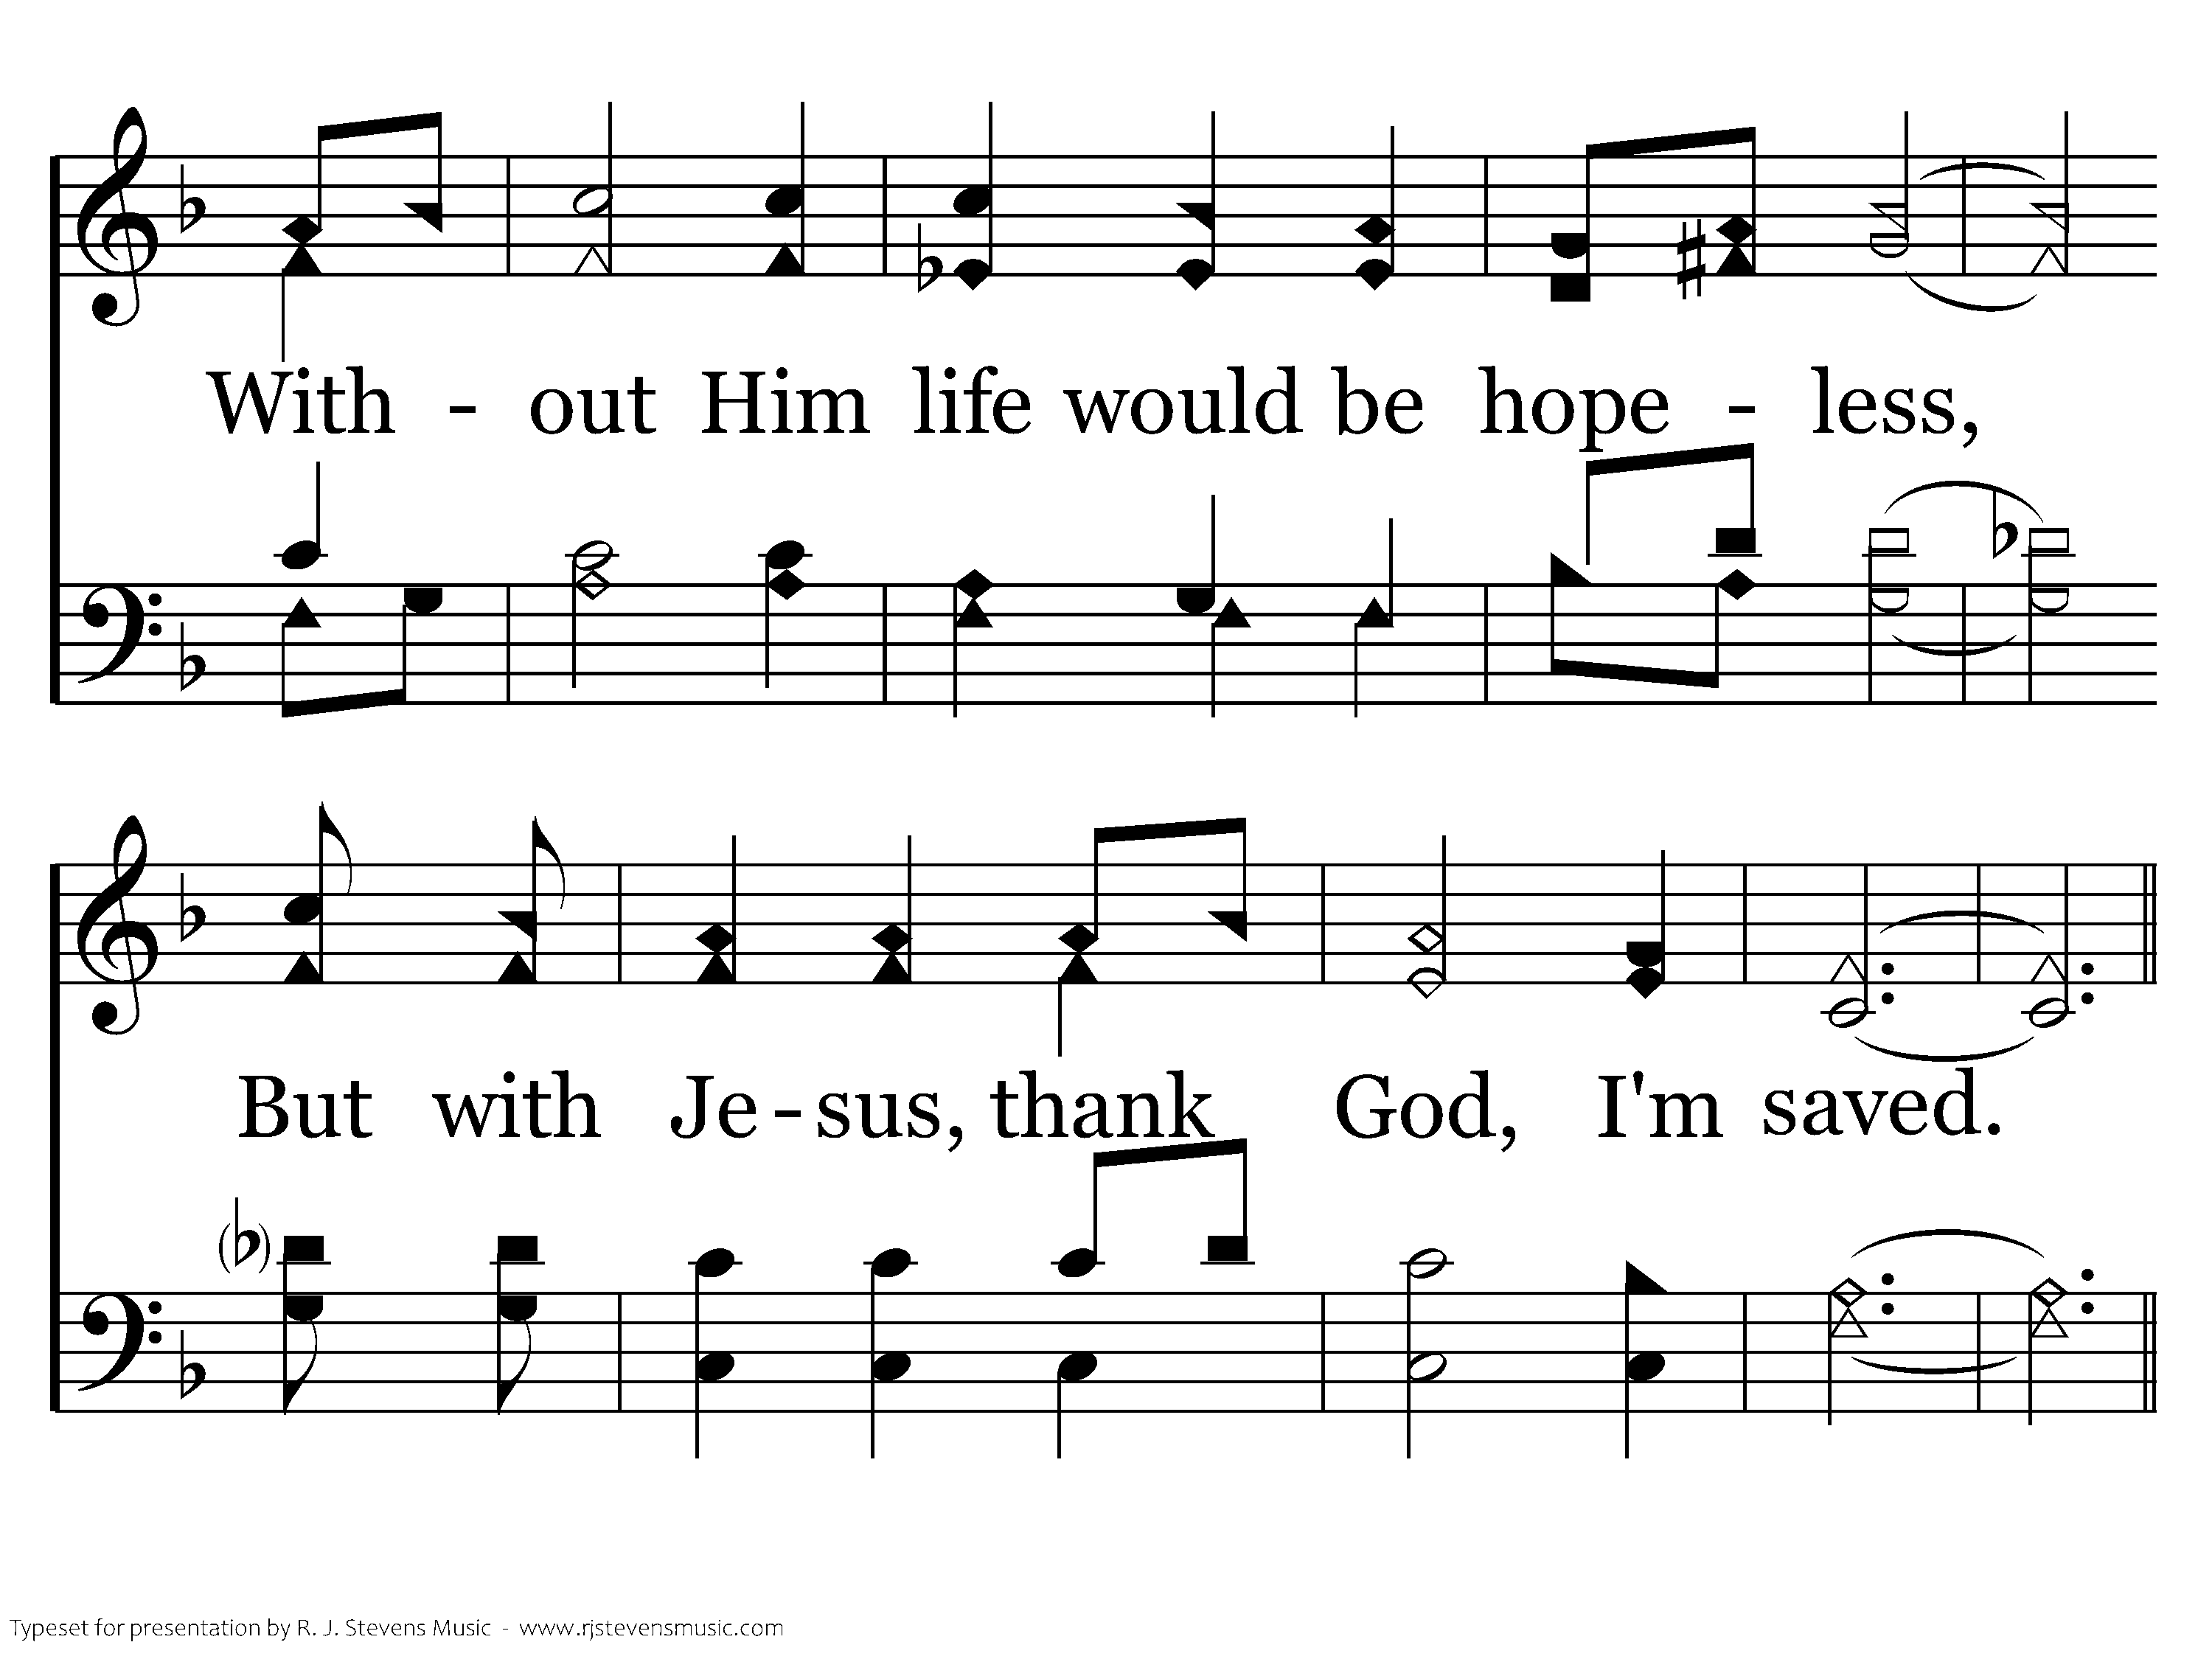 With - out Him life would be hope - less,
But with Je - sus, thank God, I'm saved.
Typeset for presentation by R. J. Stevens Music - www.rjstevensmusic.com